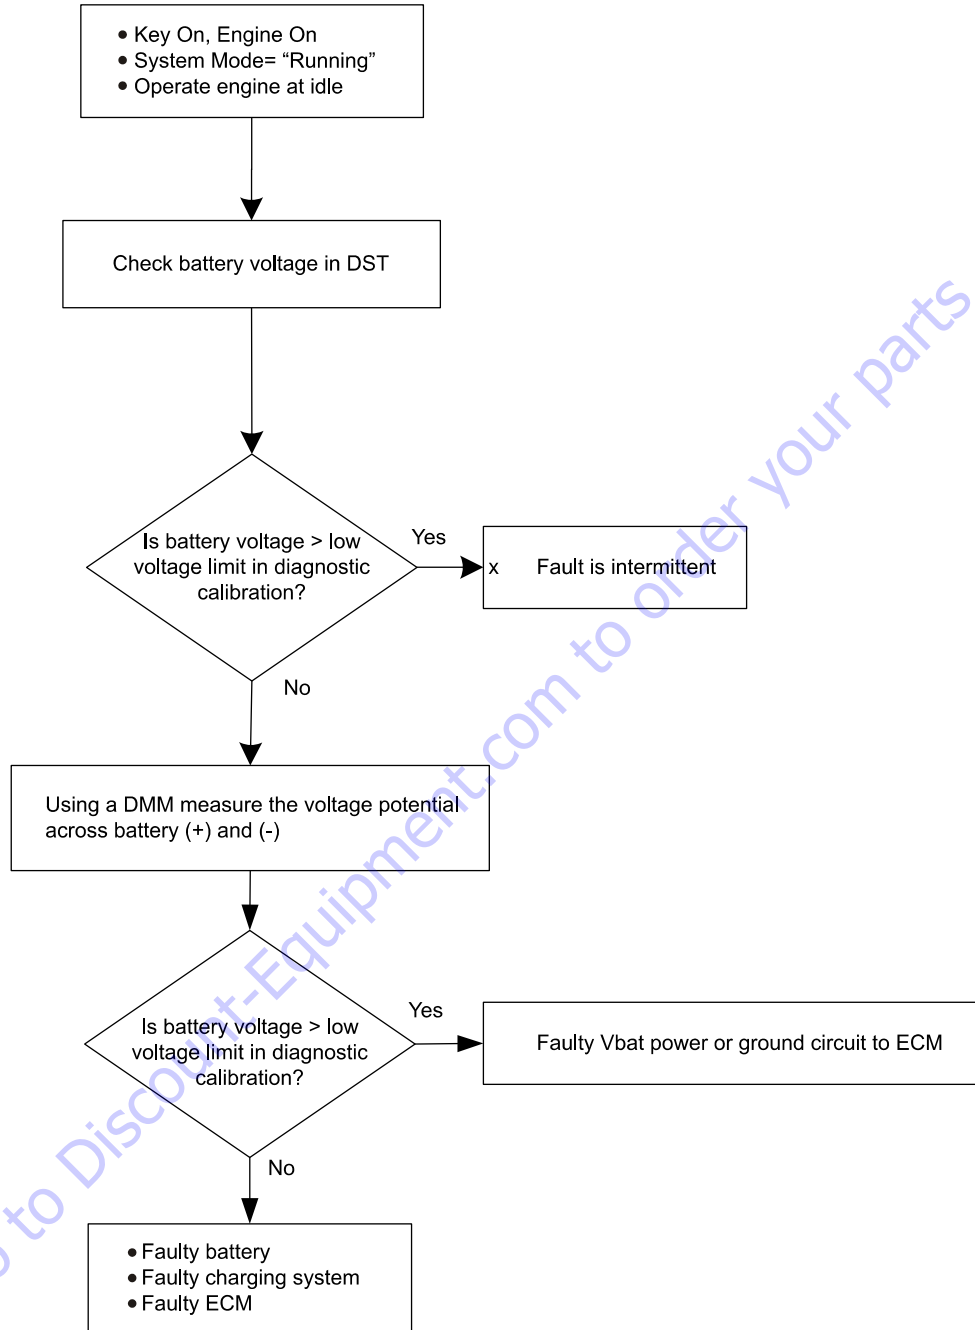 • Key On, Engine On
• System Mode= “Running”
• Operate engine at idle
Check battery voltage in DST
Is battery voltage > low
voltage limit in diagnostic
calibration?
Yes
x Fault is intermittent
No
Using a DMM measure the voltage potential
across battery (+) and (-)
Is battery voltage > low
voltage limit in diagnostic
calibration?
Yes
Faulty Vbat power or ground circuit to ECM
No
• Faulty battery
• Faulty charging system
• Faulty ECM
to Discount-Equipment.com to order your parts